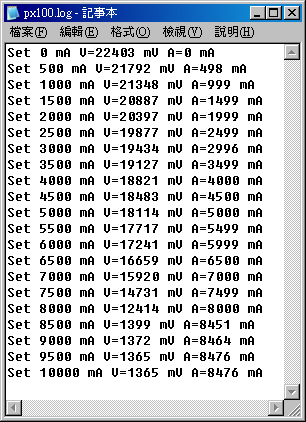 px100.log - 記事本
檔案(F) 編輯(E) 格式(O) 檢視(V) 說明(H)
Set 0 mA V=22403 mV A=0 mA
Set 500 mA V=21792 mV A=498 mA
Set 1000 mA V=21348 mV A=999 mA
Set 1500 mA V=20887 mV A=1499 mA
Set 2000 mA V=20397 mV A=1999 mA
Set 2500 mA V=19877 mV A=2499 mA
Set 3000 mA V=19434 mV A=2996 mA
Set 3500 mA V=19127 mV A=3499 mA
Set 4000 mA V=18821 mV A=4000 mA
Set 4500 mA V=18483 mV A=4500 mA
Set 5000 mA V=18114 mV A=5000 mA
Set 5500 mA V=17717 mV A=5499 mA
Set 6000 mA V=17241 mV A=5999 mA
Set 6500 mA V=16659 mV A=6500 mA
Set 7000 mA V=15920 mV A=7000 mA
Set 7500 mA V=14731 mV A=7499 mA
Set 8000 mA V=12414 mV A=8000 mA
Set 8500 mA V=1399 mV A=8451 mA
Set 9000 mA V=1372 mV A=8464 mA
Set 9500 mA V=1365 mV A=8476 mA
Set 10000 mA V=1365 mV A=8476 mA